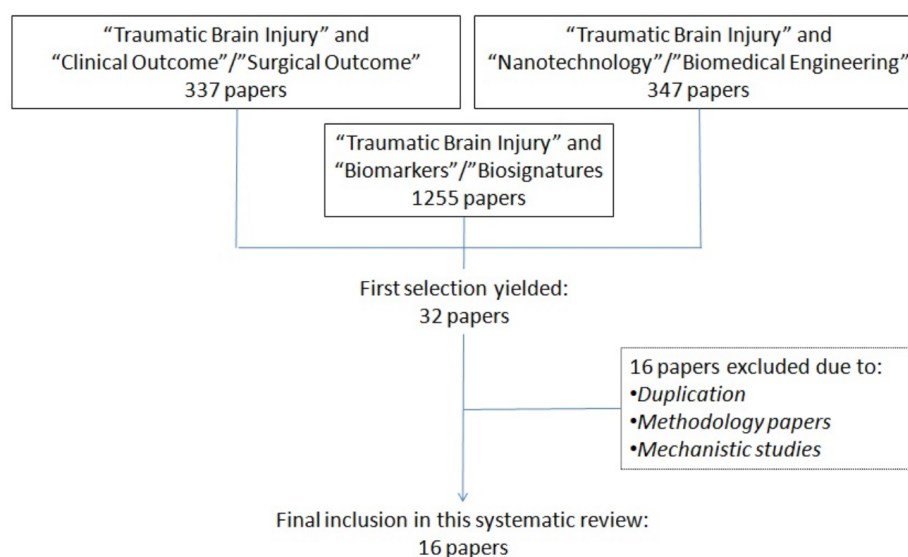 “Traumatic Brain Injury” and
“Clinical Outcome”/”Surgical Outcome”
337 papers
“Traumatic Brain Injury” and
“Nanotechnology”/”Biomedical Engineering”
347 papers
“Traumatic Brain Injury” and
“Biomarkers”/”Biosignatures
1255 papers
First selection yielded:
32 papers
16 papers excluded due to:
•Duplication
•Methodology papers
•Mechanistic studies
Final inclusion in this systematic review:
16 papers